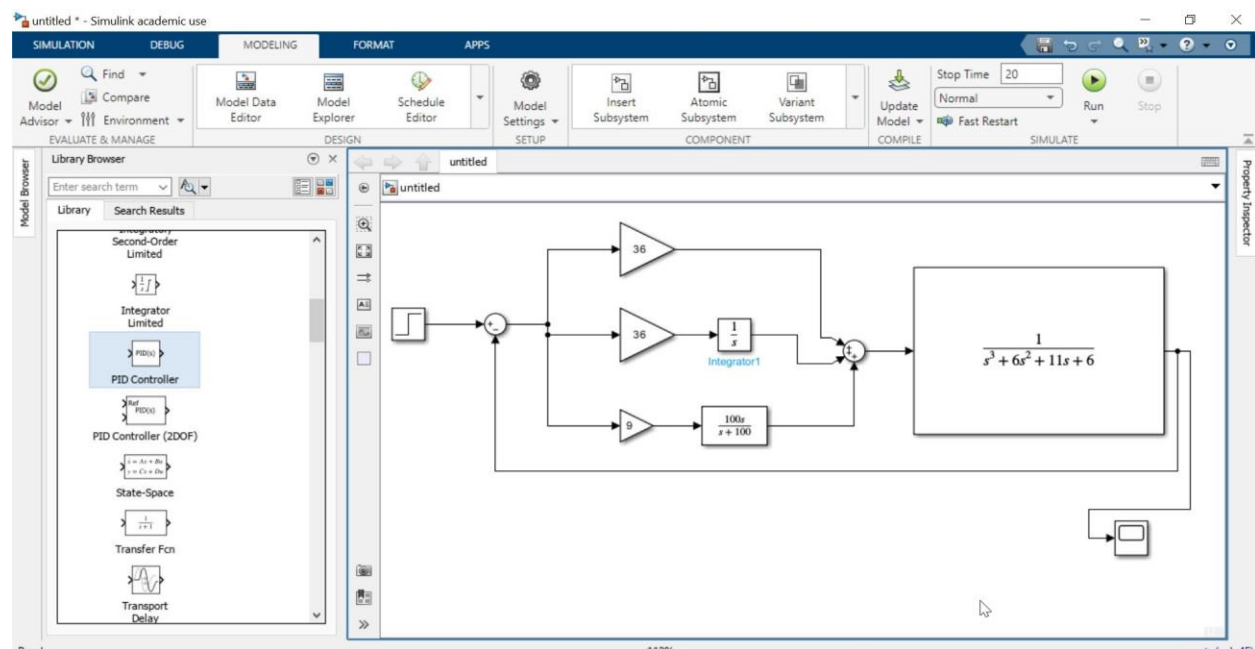 untitled * - Simulink academic use
SIMULATION DEBUG MODELING FORMAT APPS
Model Advisor
Find
Compare
Environment
EVALUATE & MANAGE
Model Data Editor
Model Explorer
Schedule Editor
DESIGN
Model Settings
SETUP
Insert Subsystem
Atomic Subsystem
Variant Subsystem
COMPONENT
Update Model
COMPILE
Stop Time 20
Normal
Fast Restart
Run
Stop
SIMULATE
Model Browser
Library Browser
Enter search term
Library Search Results
Second-Order
Limited
Integrator
Limited
PID(s)
PID Controller
Ref
PID(s)
PID Controller (2DOF)
State-Space
1
s+1
Transfer Fcn
Transport
Delay
untitled
untitled
36
36
1
s
Integrator1
9
100s
s + 100
1
s³ + 6s² + 11s + 6
Property Inspector